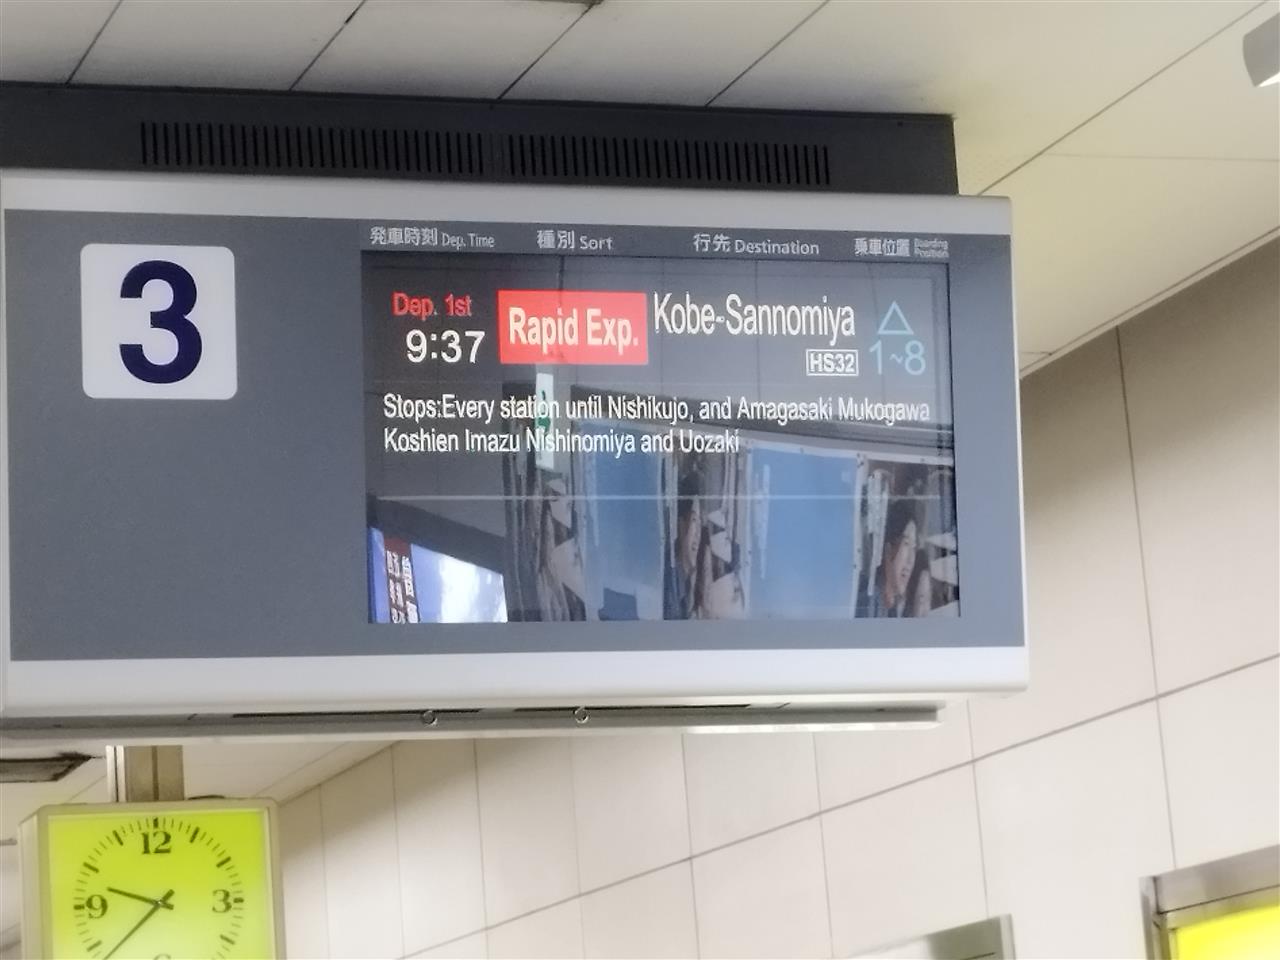 3
発車時刻 Dep. Time 種別 Sort 行先 Destination 乗車位置 Boarding Position
Dep. 1st
9:37 Rapid Exp. Kobe-Sannomiya △
HS32 1~8
Stops:Every station until Nishikujo, and Amagasaki Mukogawa
Koshien Imazu Nishinomiya and Uozaki
12
9 3